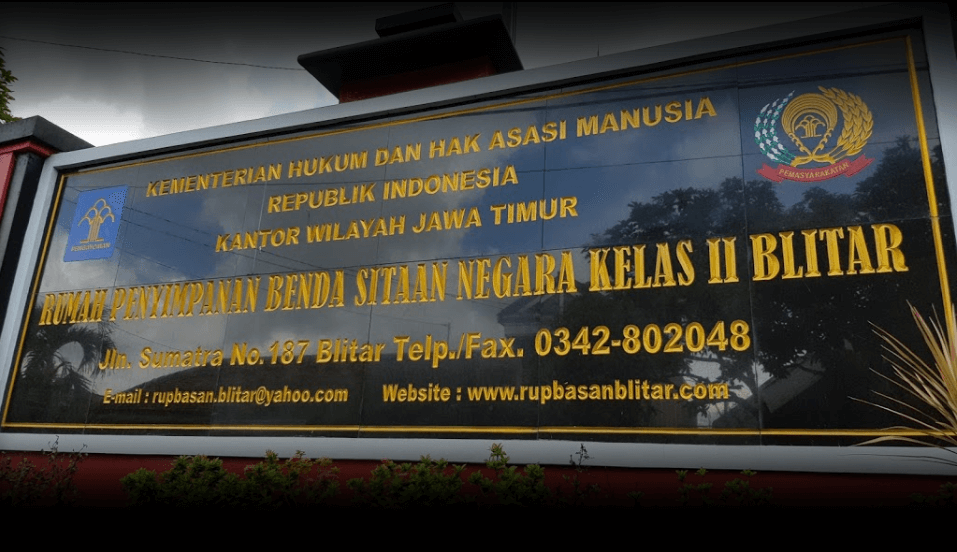 KEMENTERIAN HUKUM DAN HAK ASASI MANUSIA
REPUBLIK INDONESIA
KANTOR WILAYAH JAWA TIMUR
PENGAYOMAN
PEMASYARAKATAN
RUMAH PENYIMPANAN BENDA SITAAN NEGARA KELAS II BLITAR
Jln. Sumatra No.187 Blitar Telp./Fax. 0342-802048
E-mail : rupbasan.blitar@yahoo.com Website : www.rupbasanblitar.com